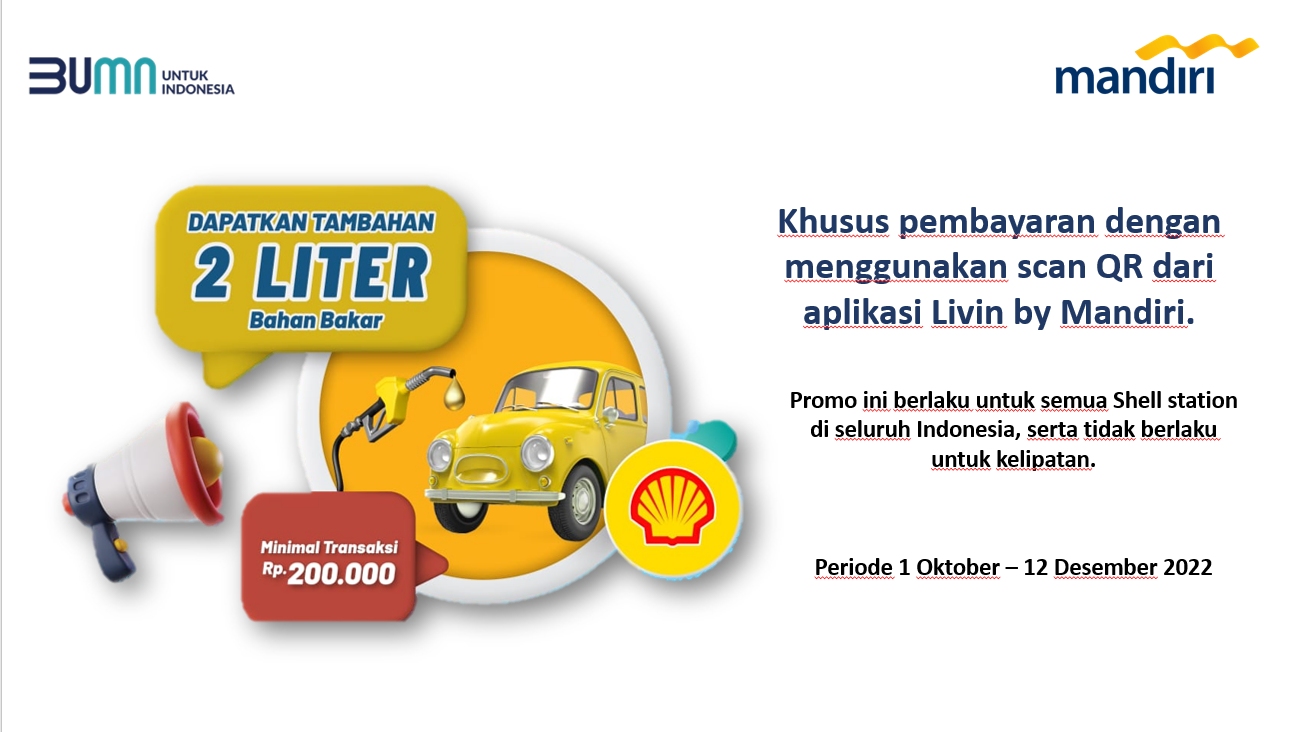 BUMN UNTUK
INDONESIA
mandiri
DAPATKAN TAMBAHAN
2 LITER
Bahan Bakar
Minimal Transaksi
Rp.200.000
Khusus pembayaran dengan
menggunakan scan QR dari
aplikasi Livin by Mandiri.
Promo ini berlaku untuk semua Shell station
di seluruh Indonesia, serta tidak berlaku
untuk kelipatan.
Periode 1 Oktober – 12 Desember 2022